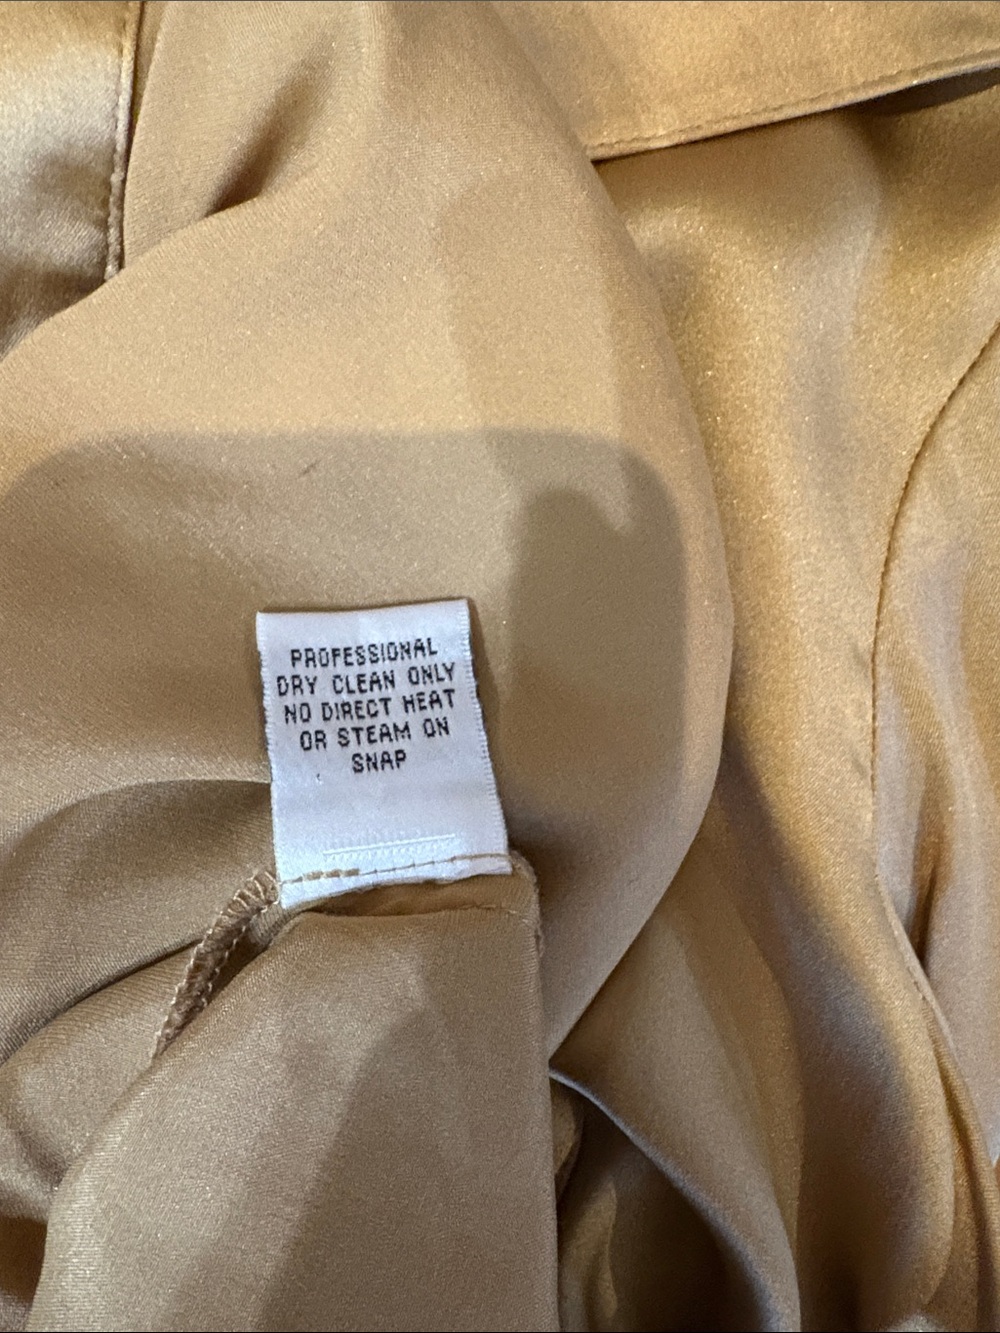 PROFESSIONAL
DRY CLEAN ONLY
NO DIRECT HEAT
OR STEAM ON
SNAP